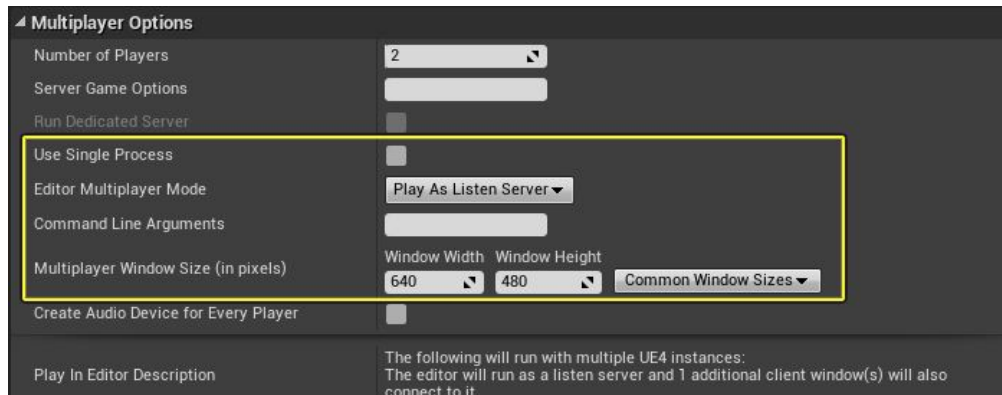 Multiplayer Options
Number of Players 2
Server Game Options
Run Dedicated Server
Use Single Process
Editor Multiplayer Mode Play As Listen Server
Command Line Arguments
Window Width Window Height
Multiplayer Window Size (in pixels) 640 480 Common Window Sizes
Create Audio Device for Every Player
The following will run with multiple UE4 instances:
Play In Editor Description
The editor will run as a listen server and 1 additional client window(s) will also
connect to it.